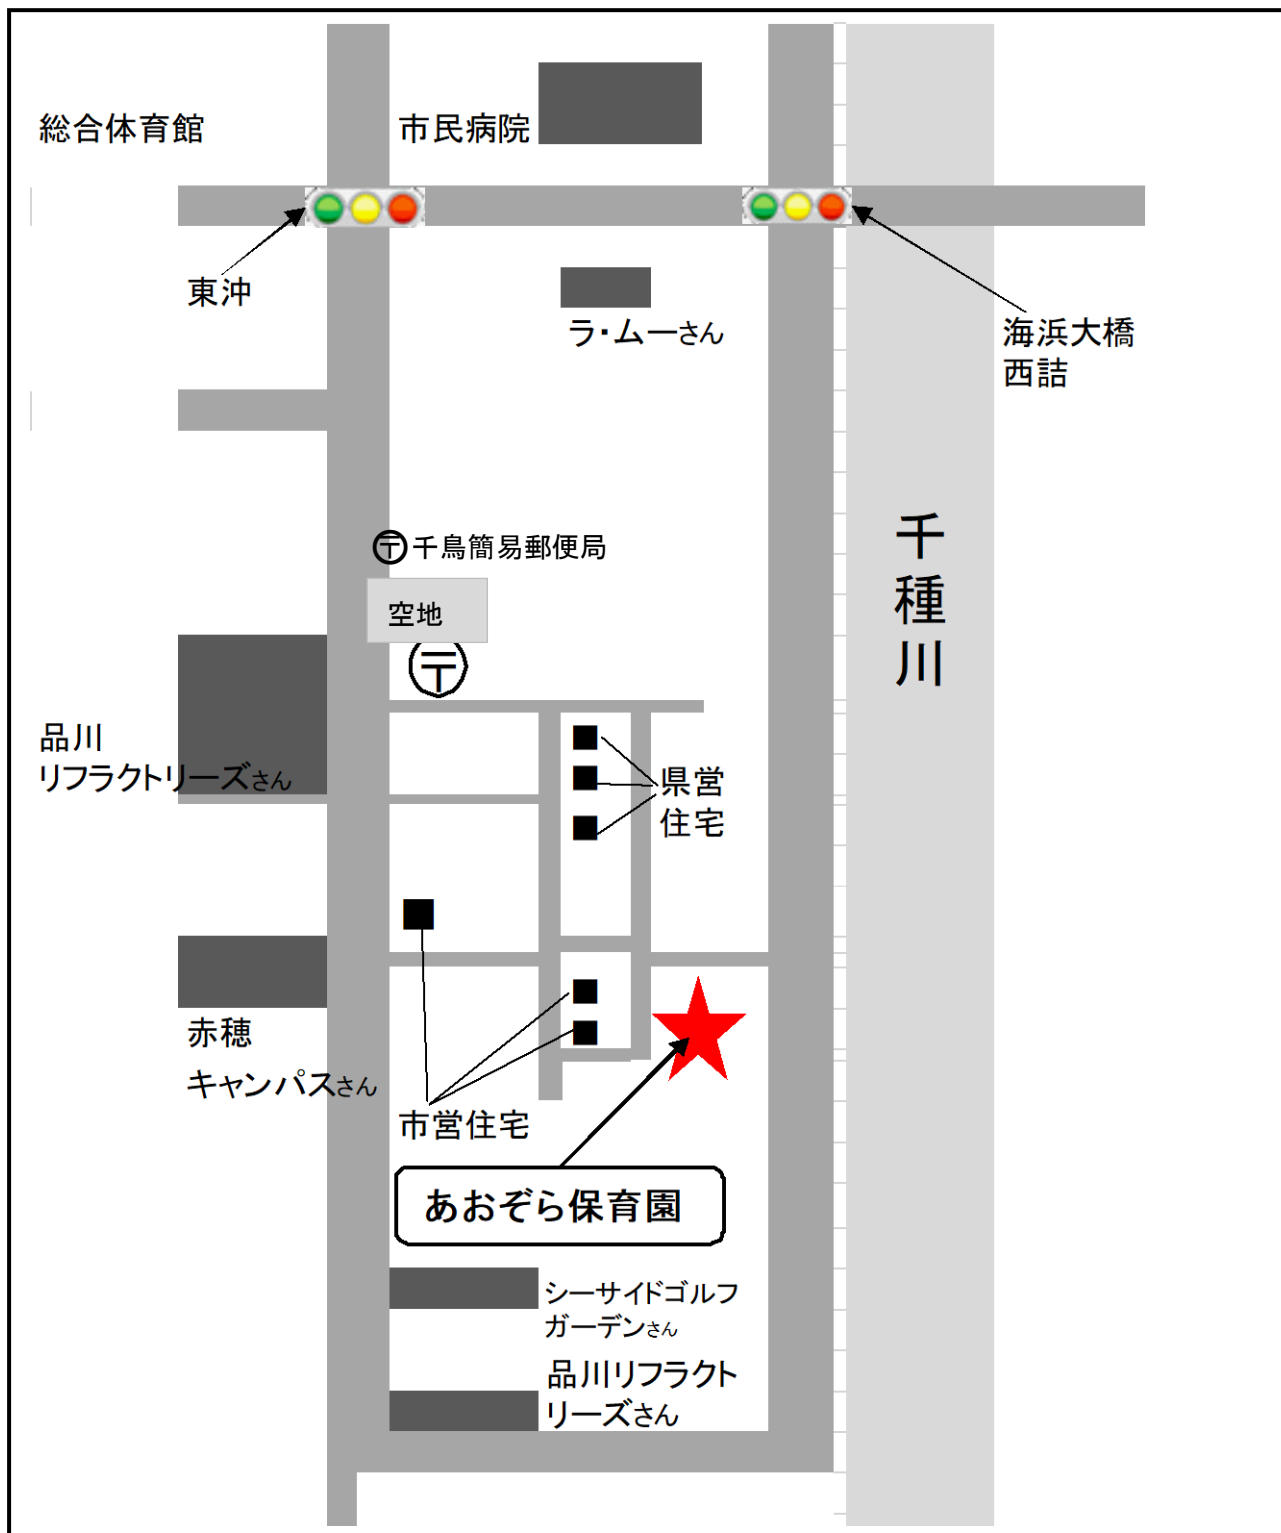 総合体育館
市民病院
東沖
ラ・ムーさん
海浜大橋
西詰
〒千鳥簡易郵便局
空地
〒
千種川
品川
リフラクトリーズさん
県営
住宅
赤穂
キャンパスさん
市営住宅
あおぞら保育園
シーサイドゴルフ
ガーデンさん
品川リフラクト
リーズさん